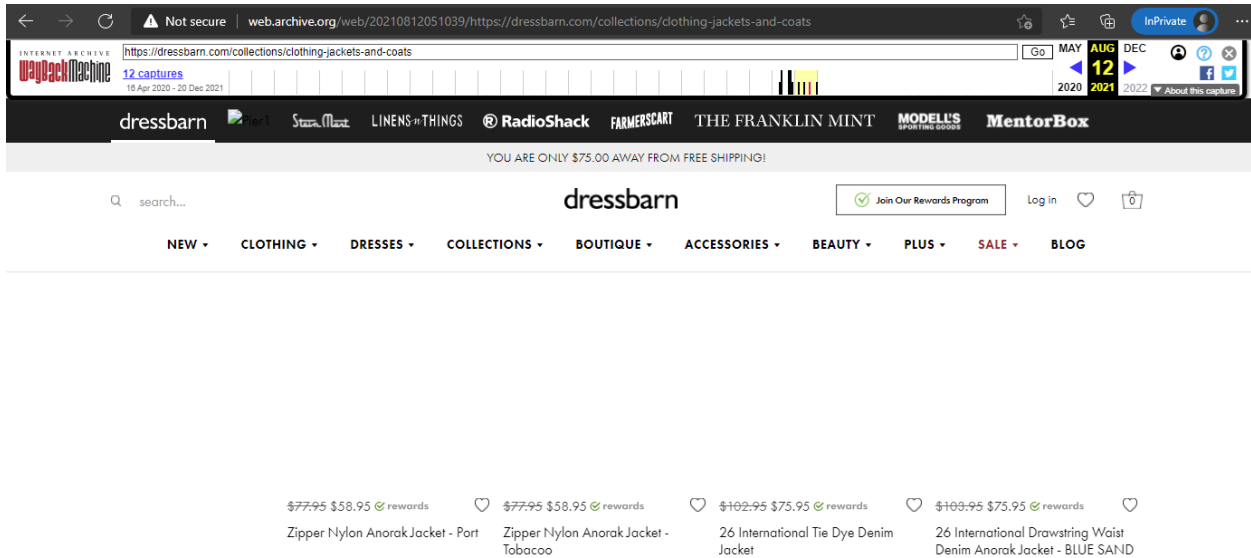 Not secure | web.archive.org/web/20210812051039/https://dressbarn.com/collections/clothing-jackets-and-coats InPrivate
INTERNET ARCHIVE
WayBackMachine
https://dressbarn.com/collections/clothing-jackets-and-coats Go
12 captures
16 Apr 2020 - 20 Dec 2021
MAY AUG DEC
12
2020 2021 2022
About this capture
dressbarn Pier1 Stein Mart LINENS n THINGS RadioShack FARMERSCART THE FRANKLIN MINT MODELL'S SPORTING GOODS MentorBox
YOU ARE ONLY $75.00 AWAY FROM FREE SHIPPING!
search... dressbarn Join Our Rewards Program Log in 0
NEW CLOTHING DRESSES COLLECTIONS BOUTIQUE ACCESSORIES BEAUTY PLUS SALE BLOG
$77.95 $58.95 rewards $77.95 $58.95 rewards $102.95 $75.95 rewards $103.95 $75.95 rewards
Zipper Nylon Anorak Jacket - Port Zipper Nylon Anorak Jacket - 26 International Tie Dye Denim 26 International Drawstring Waist
Tobacoo Jacket Denim Anorak Jacket - BLUE SAND